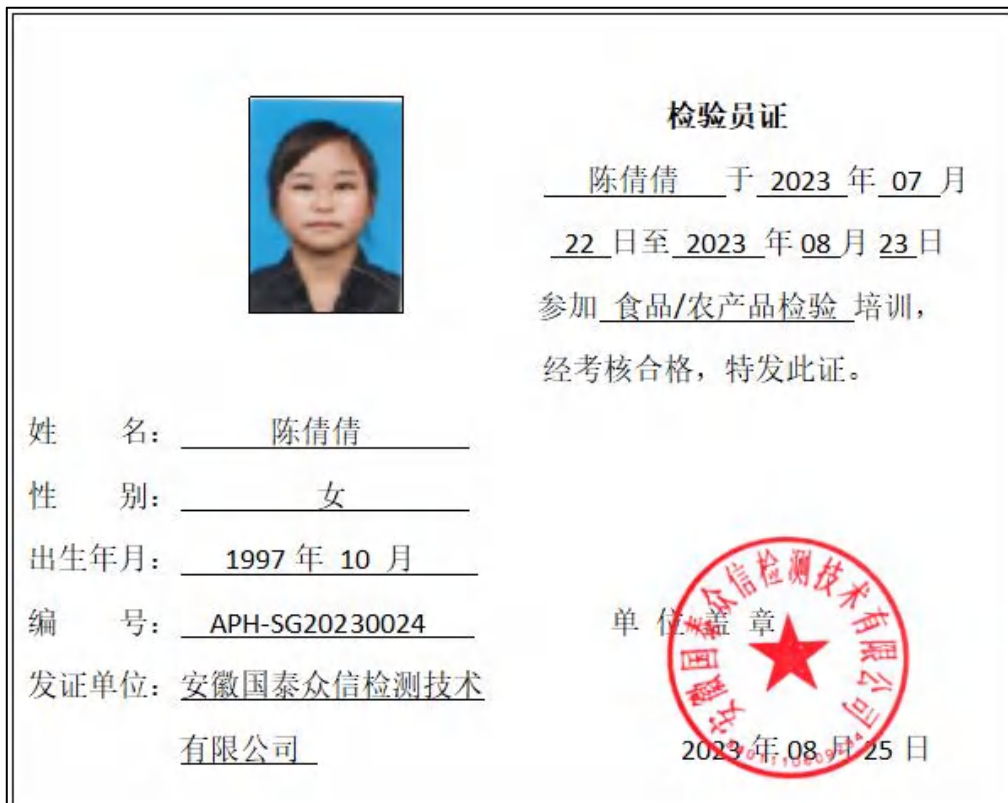 检验员证
陈倩倩 于 2023 年 07 月
22 日至 2023 年 08 月 23 日
参加 食品/农产品检验 培训，
经考核合格，特发此证。
姓 名： 陈倩倩
性 别： 女
出生年月： 1997 年 10 月
编 号： APH-SG20230024
发证单位：安徽国泰众信检测技术
有限公司
单 位 盖 章
安徽国泰众信检测技术有限公司
2023 年 08 月 25 日